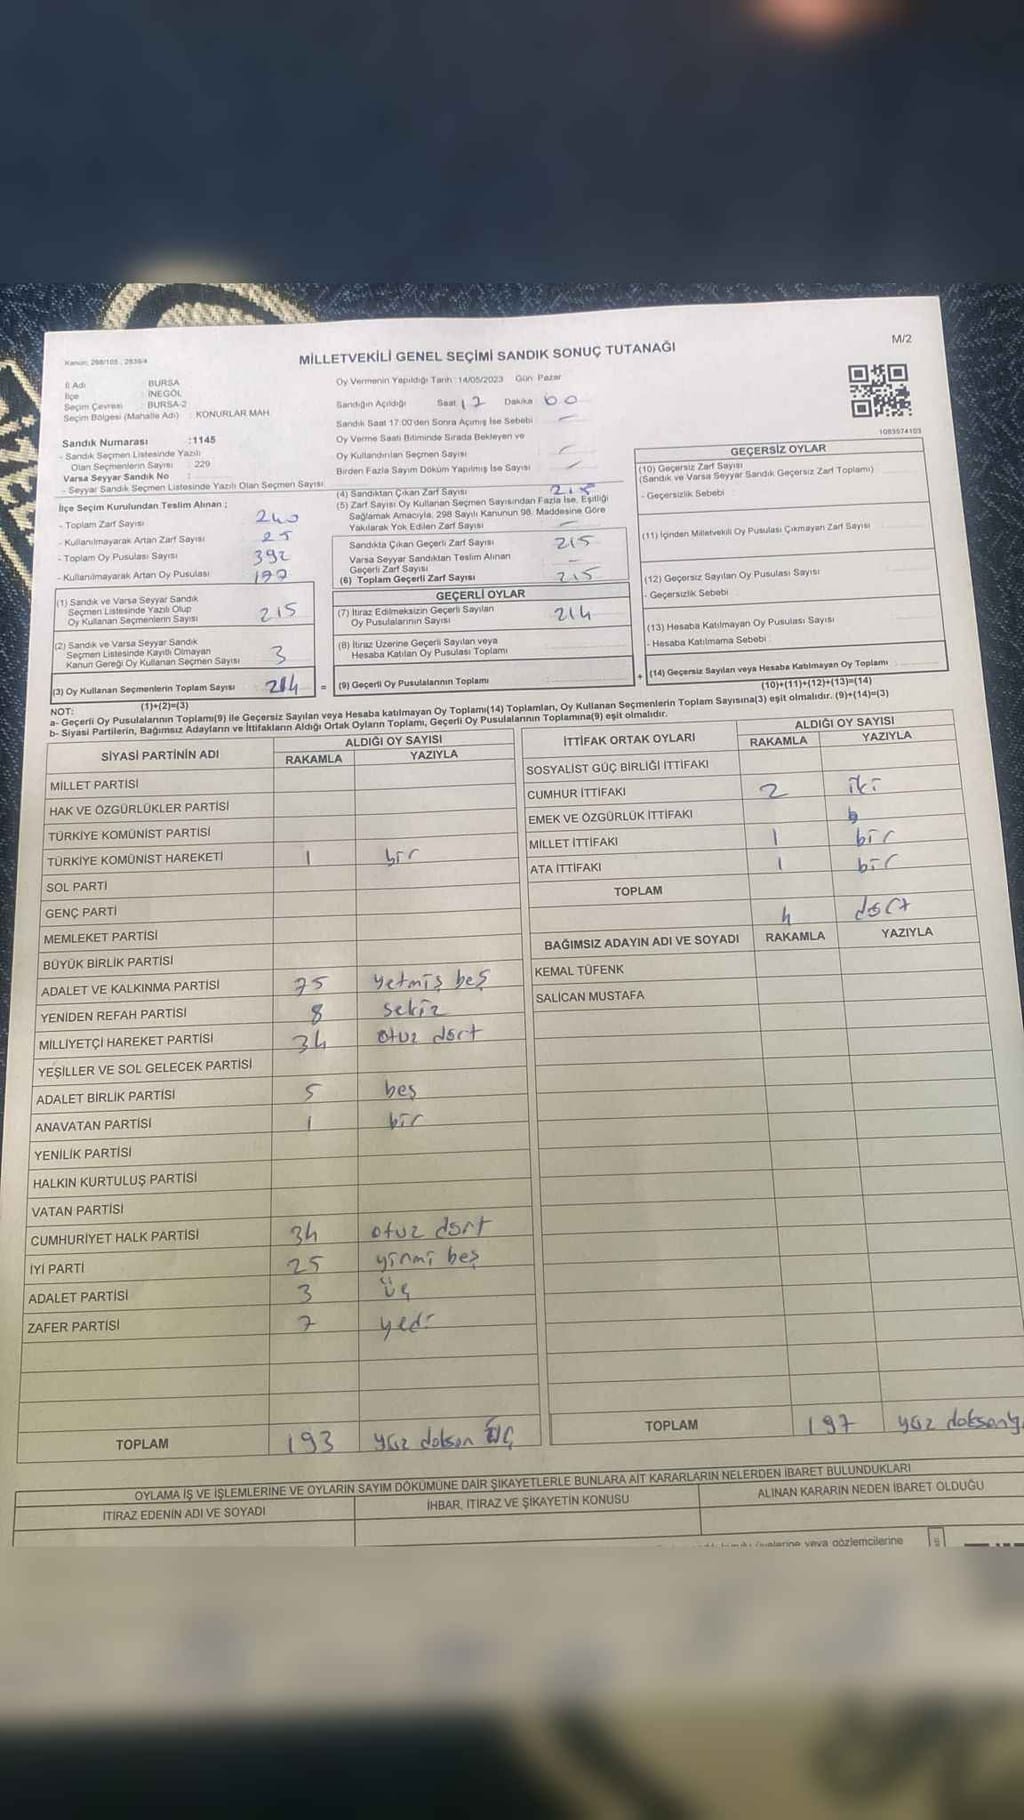 Kanun: 298/105 , 2839/4
MİLLETVEKİLİ GENEL SEÇİMİ SANDIK SONUÇ TUTANAĞI
M/2
İl Adı : BURSA
İlçe : İNEGÖL
Seçim Çevresi : BURSA-2
Seçim Bölgesi (Mahalle Adı) : KONURLAR MAH.
Sandık Numarası :1145
- Sandık Seçmen Listesinde Yazılı
Olan Seçmenlerin Sayısı : 229
Varsa Seyyar Sandık No :
- Seyyar Sandık Seçmen Listesinde Yazılı Olan Seçmen Sayısı:
Oy Vermenin Yapıldığı Tarih :14/05/2023 Gün: Pazar
Sandığın Açıldığı Saat 17 Dakika 00
Sandık Saat 17:00'den Sonra Açılmış İse Sebebi
Oy Verme Saati Bitiminde Sırada Bekleyen ve
Oy Kullandırılan Seçmen Sayısı
Birden Fazla Sayım Döküm Yapılmış İse Sayısı
1083574103
İlçe Seçim Kurulundan Teslim Alınan ;
- Toplam Zarf Sayısı 240
- Kullanılmayarak Artan Zarf Sayısı 25
- Toplam Oy Pusulası Sayısı 392
- Kullanılmayarak Artan Oy Pusulası
(1) Sandık ve Varsa Seyyar Sandık
Seçmen Listesinde Yazılı Olup
Oy Kullanan Seçmenlerin Sayısı 215
(2) Sandık ve Varsa Seyyar Sandık
Seçmen Listesinde Kayıtlı Olmayan
Kanun Gereği Oy Kullanan Seçmen Sayısı 3
(3) Oy Kullanan Seçmenlerin Toplam Sayısı 214 =
(1)+(2)=(3)
(4) Sandıktan Çıkan Zarf Sayısı 215
(5) Zarf Sayısı Oy Kullanan Seçmen Sayısından Fazla İse, Eşitliği
Sağlamak Amacıyla, 298 Sayılı Kanunun 98. Maddesine Göre
Yakılarak Yok Edilen Zarf Sayısı
Sandıkta Çıkan Geçerli Zarf Sayısı 215
Varsa Seyyar Sandıktan Teslim Alınan
Geçerli Zarf Sayısı
(6) Toplam Geçerli Zarf Sayısı 215
GEÇERLİ OYLAR
(7) İtiraz Edilmeksizin Geçerli Sayılan
Oy Pusulalarının Sayısı 214
(8) İtiraz Üzerine Geçerli Sayılan veya
Hesaba Katılan Oy Pusulası Toplamı
(9) Geçerli Oy Pusulalarının Toplamı +
GEÇERSİZ OYLAR
(10) Geçersiz Zarf Sayısı
(Sandık ve Varsa Seyyar Sandık Geçersiz Zarf Toplamı)
- Geçersizlik Sebebi :
(11) İçinden Milletvekili Oy Pusulası Çıkmayan Zarf Sayısı
(12) Geçersiz Sayılan Oy Pusulası Sayısı
- Geçersizlik Sebebi :
(13) Hesaba Katılmayan Oy Pusulası Sayısı
- Hesaba Katılmama Sebebi :
(14) Geçersiz Sayılan veya Hesaba Katılmayan Oy Toplamı
(10)+(11)+(12)+(13)=(14)
NOT:
a- Geçerli Oy Pusulalarının Toplamı(9) ile Geçersiz Sayılan veya Hesaba katılmayan Oy Toplamı(14) Toplamları, Oy Kullanan Seçmenlerin Toplam Sayısına(3) eşit olmalıdır. (9)+(14)=(3)
b- Siyasi Partilerin, Bağımsız Adayların ve İttifakların Aldığı Ortak Oyların Toplamı, Geçerli Oy Pusulalarının Toplamına(9) eşit olmalıdır.
SİYASİ PARTİNİN ADI ALDIĞI OY SAYISI
RAKAMLA YAZIYLA
MİLLET PARTİSİ
HAK VE ÖZGÜRLÜKLER PARTİSİ
TÜRKİYE KOMÜNİST PARTİSİ
TÜRKİYE KOMÜNİST HAREKETİ 1 bir
SOL PARTİ
GENÇ PARTİ
MEMLEKET PARTİSİ
BÜYÜK BİRLİK PARTİSİ
ADALET VE KALKINMA PARTİSİ 75 yetmiş beş
YENİDEN REFAH PARTİSİ 8 sekiz
MİLLİYETÇİ HAREKET PARTİSİ 34 otuz dört
YEŞİLLER VE SOL GELECEK PARTİSİ
ADALET BİRLİK PARTİSİ 5 beş
ANAVATAN PARTİSİ 1 bir
YENİLİK PARTİSİ
HALKIN KURTULUŞ PARTİSİ
VATAN PARTİSİ
CUMHURİYET HALK PARTİSİ 34 otuz dört
İYİ PARTİ 25 yirmi beş
ADALET PARTİSİ 3 üç
ZAFER PARTİSİ 7 yedi
TOPLAM 193 yüz doksan üç
İTTİFAK ORTAK OYLARI ALDIĞI OY SAYISI
RAKAMLA YAZIYLA
SOSYALİST GÜÇ BİRLİĞİ İTTİFAKI
CUMHUR İTTİFAKI 2 iki
EMEK VE ÖZGÜRLÜK İTTİFAKI
MİLLET İTTİFAKI 1 bir
ATA İTTİFAKI 1 bir
TOPLAM
4 dört
BAĞIMSIZ ADAYIN ADI VE SOYADI RAKAMLA YAZIYLA
KEMAL TÜFENK
SALİCAN MUSTAFA
TOPLAM 197 yüz doksan
OYLAMA İŞ VE İŞLEMLERİNE VE OYLARIN SAYIM DÖKÜMÜNE DAİR ŞİKAYETLERLE BUNLARA AİT KARARLARIN NELERDEN İBARET BULUNDUKLARI
İTİRAZ EDENİN ADI VE SOYADI İHBAR, İTİRAZ VE ŞİKAYETİN KONUSU ALINAN KARARIN NEDEN İBARET OLDUĞU
üyelerine veya gözlemcilerine